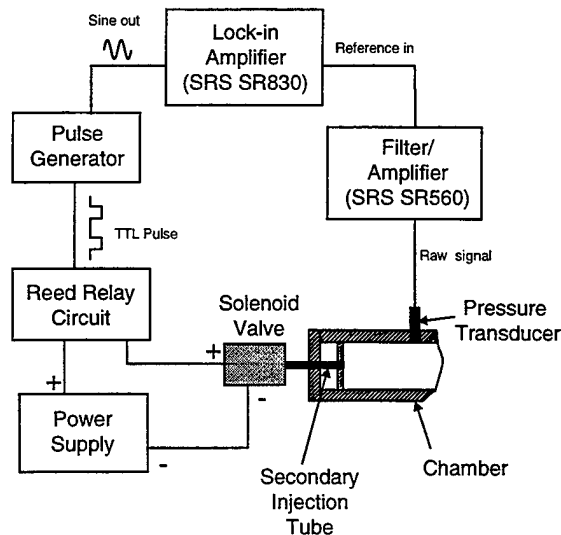 Sine out
Lock-in
Amplifier
(SRS SR830)
Reference in
Pulse
Generator
Filter/
Amplifier
(SRS SR560)
TTL Pulse
Raw signal
Reed Relay
Circuit
Solenoid
Valve
Pressure
Transducer
+
+
-
Power
Supply
-
Secondary
Injection
Tube
Chamber